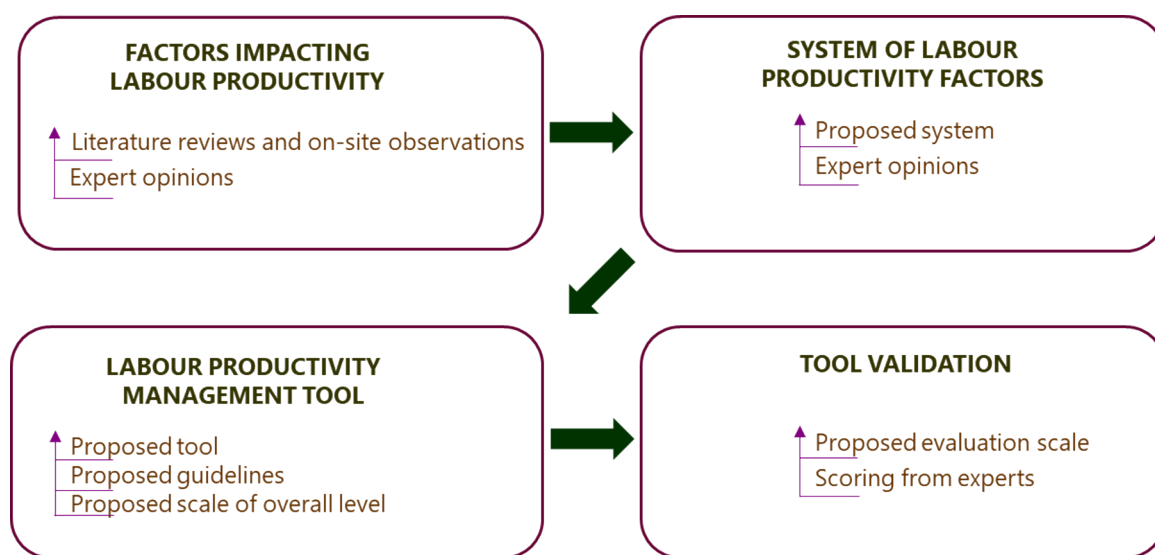 FACTORS IMPACTING
LABOUR PRODUCTIVITY
Literature reviews and on-site observations
Expert opinions
SYSTEM OF LABOUR
PRODUCTIVITY FACTORS
Proposed system
Expert opinions
LABOUR PRODUCTIVITY
MANAGEMENT TOOL
Proposed tool
Proposed guidelines
Proposed scale of overall level
TOOL VALIDATION
Proposed evaluation scale
Scoring from experts